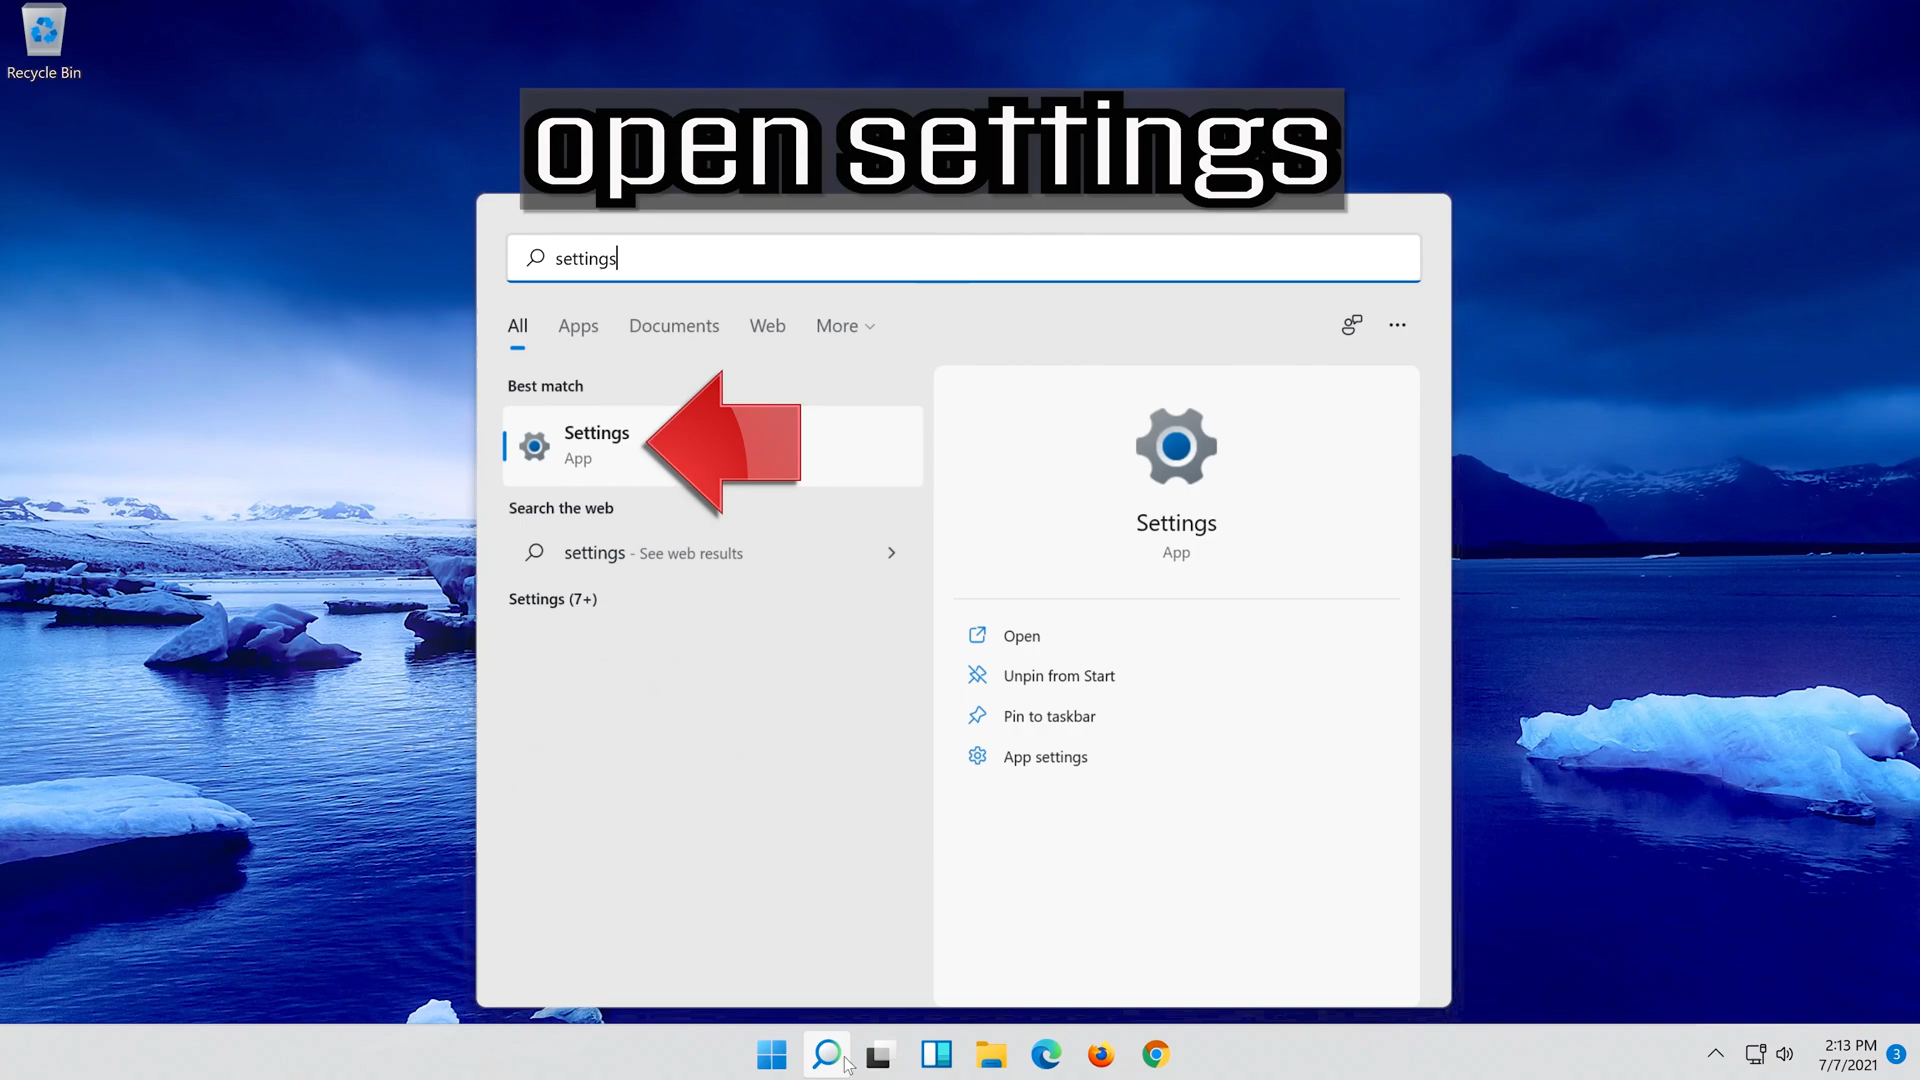 Recycle Bin
open settings
settings
All Apps Documents Web More
Best match
Settings
App
Search the web
settings - See web results
Settings (7+)
Settings
App
Open
Unpin from Start
Pin to taskbar
App settings
2:13 PM
7/7/2021
3